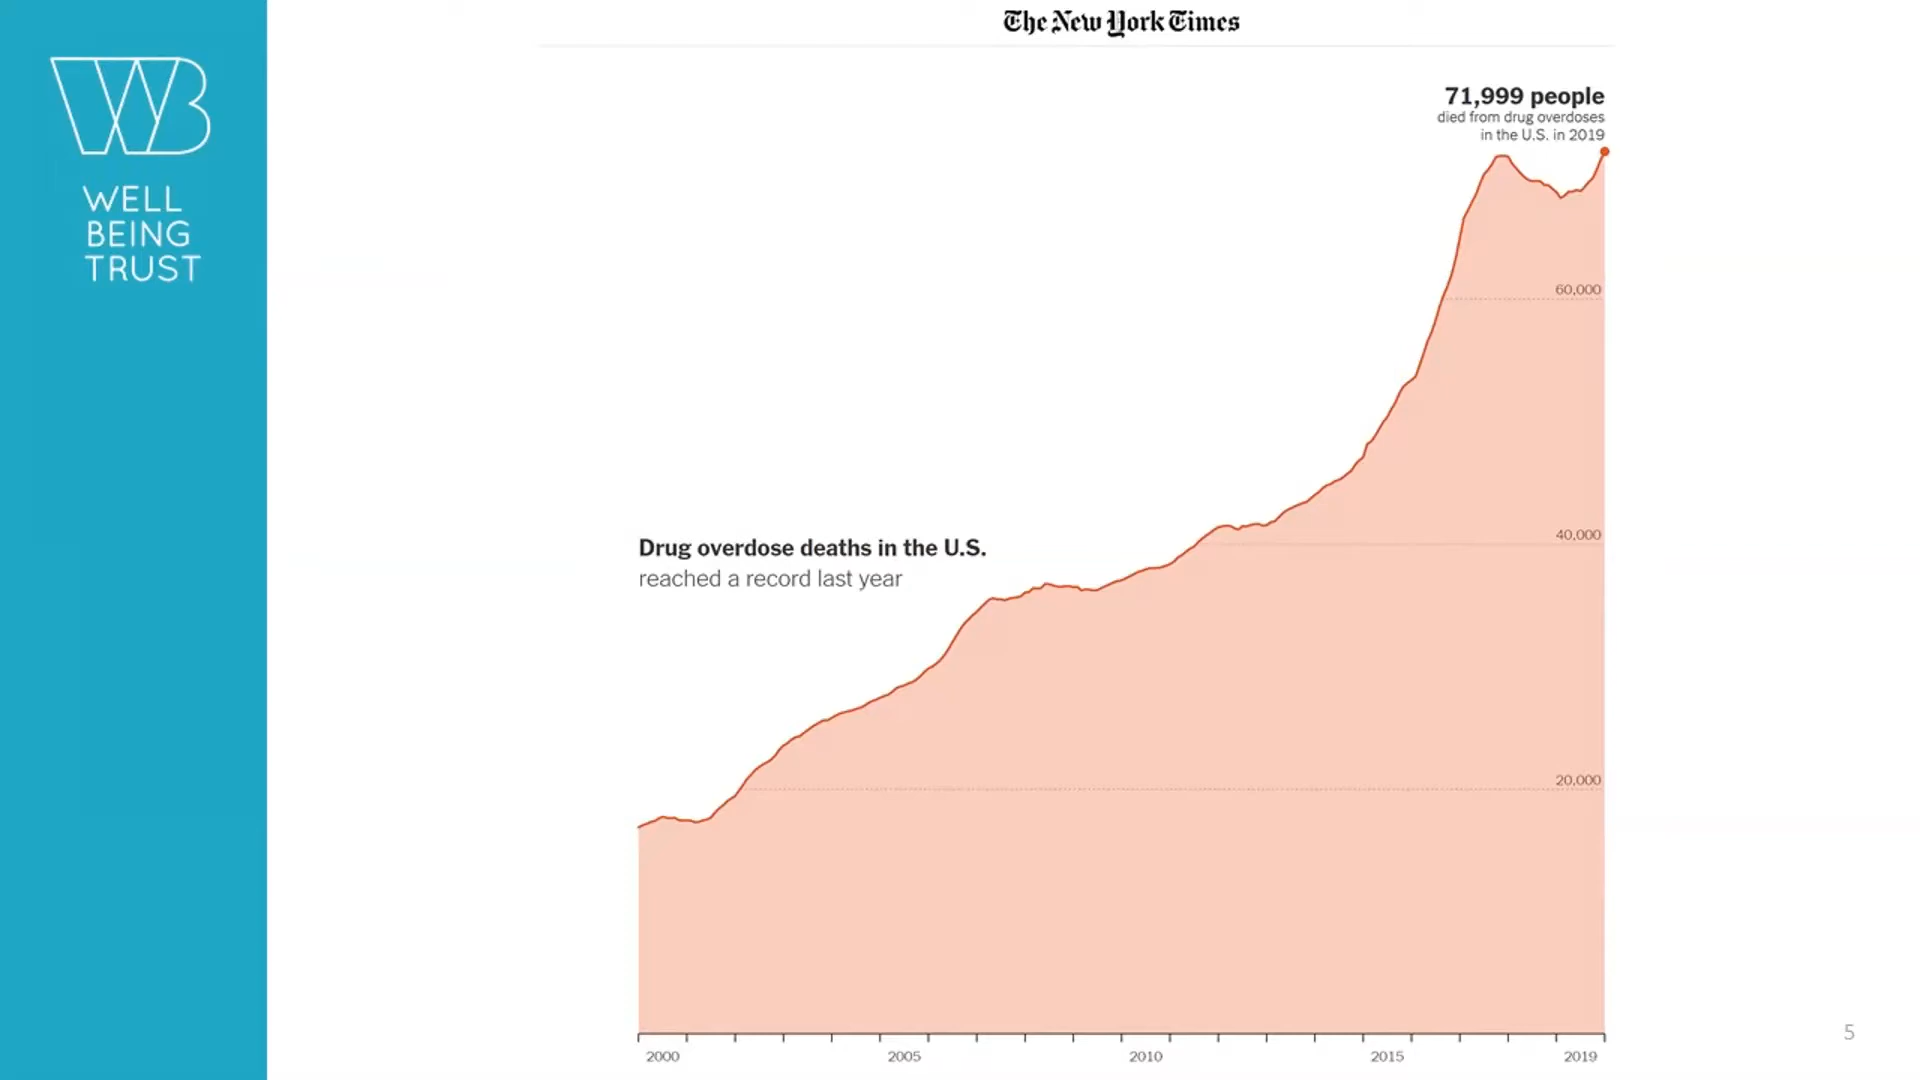 The New York Times
WB
WELL
BEING
TRUST
71,999 people
died from drug overdoses
in the U.S. in 2019
60,000
40,000
Drug overdose deaths in the U.S.
reached a record last year
20,000
2000 2005 2010 2015 2019
5